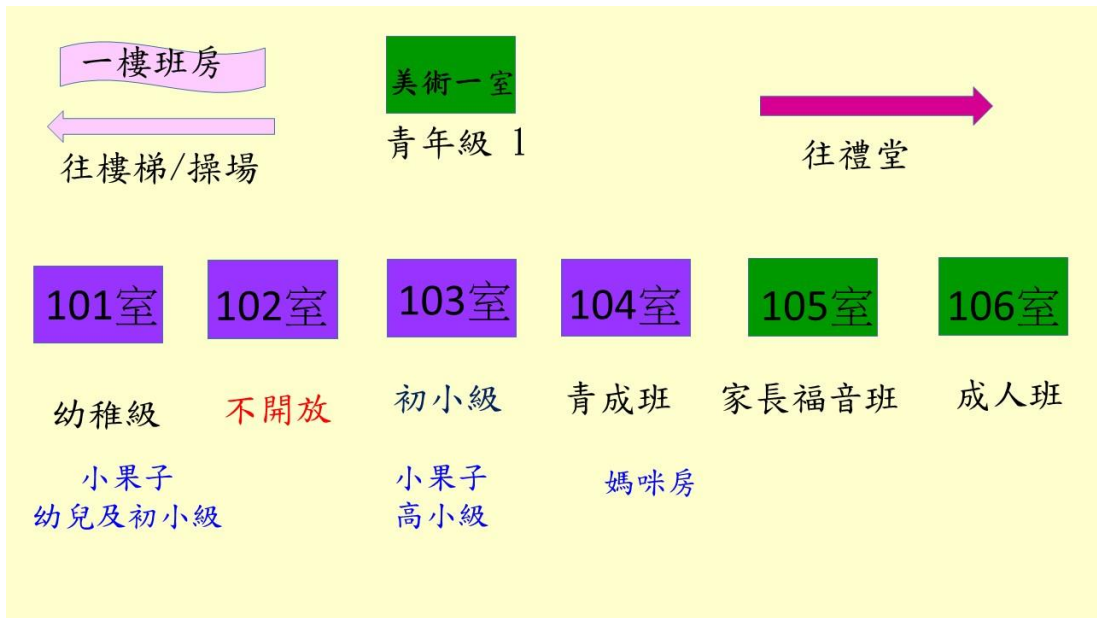 一樓班房
美術一室
青年級 1
往樓梯/操場
往禮堂
101室
102室
103室
104室
105室
106室
幼稚級
不開放
初小級
青成班
家長福音班
成人班
小果子
幼兒及初小級
小果子
高小級
媽咪房